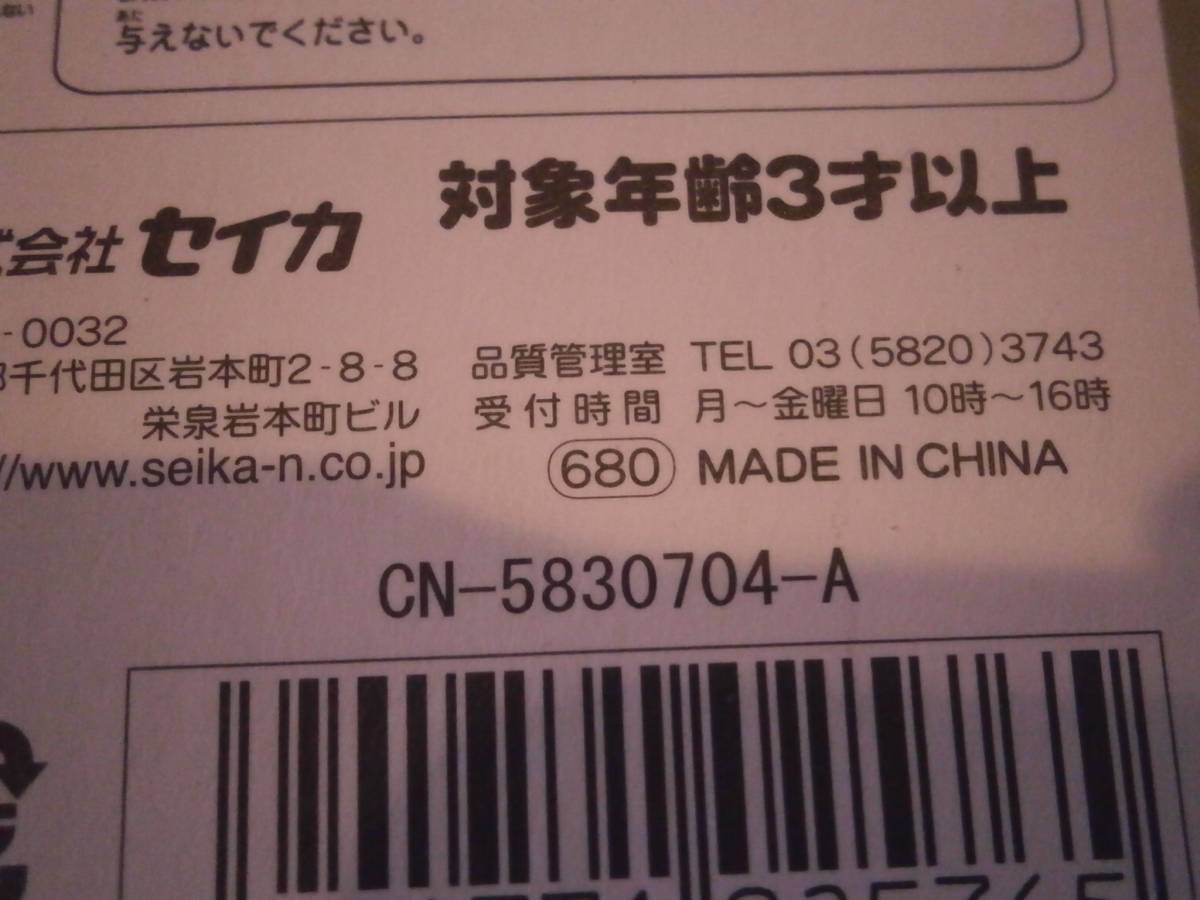 与えないでください。
対象年齢3才以上
会社 セイカ
-0032
千代田区岩本町2-8-8
品質管理室 TEL 03(5820)3743
栄泉岩本町ビル
受付時間 月～金曜日 10時～16時
//www.seika-n.co.jp
680 MADE IN CHINA
CN-5830704-A